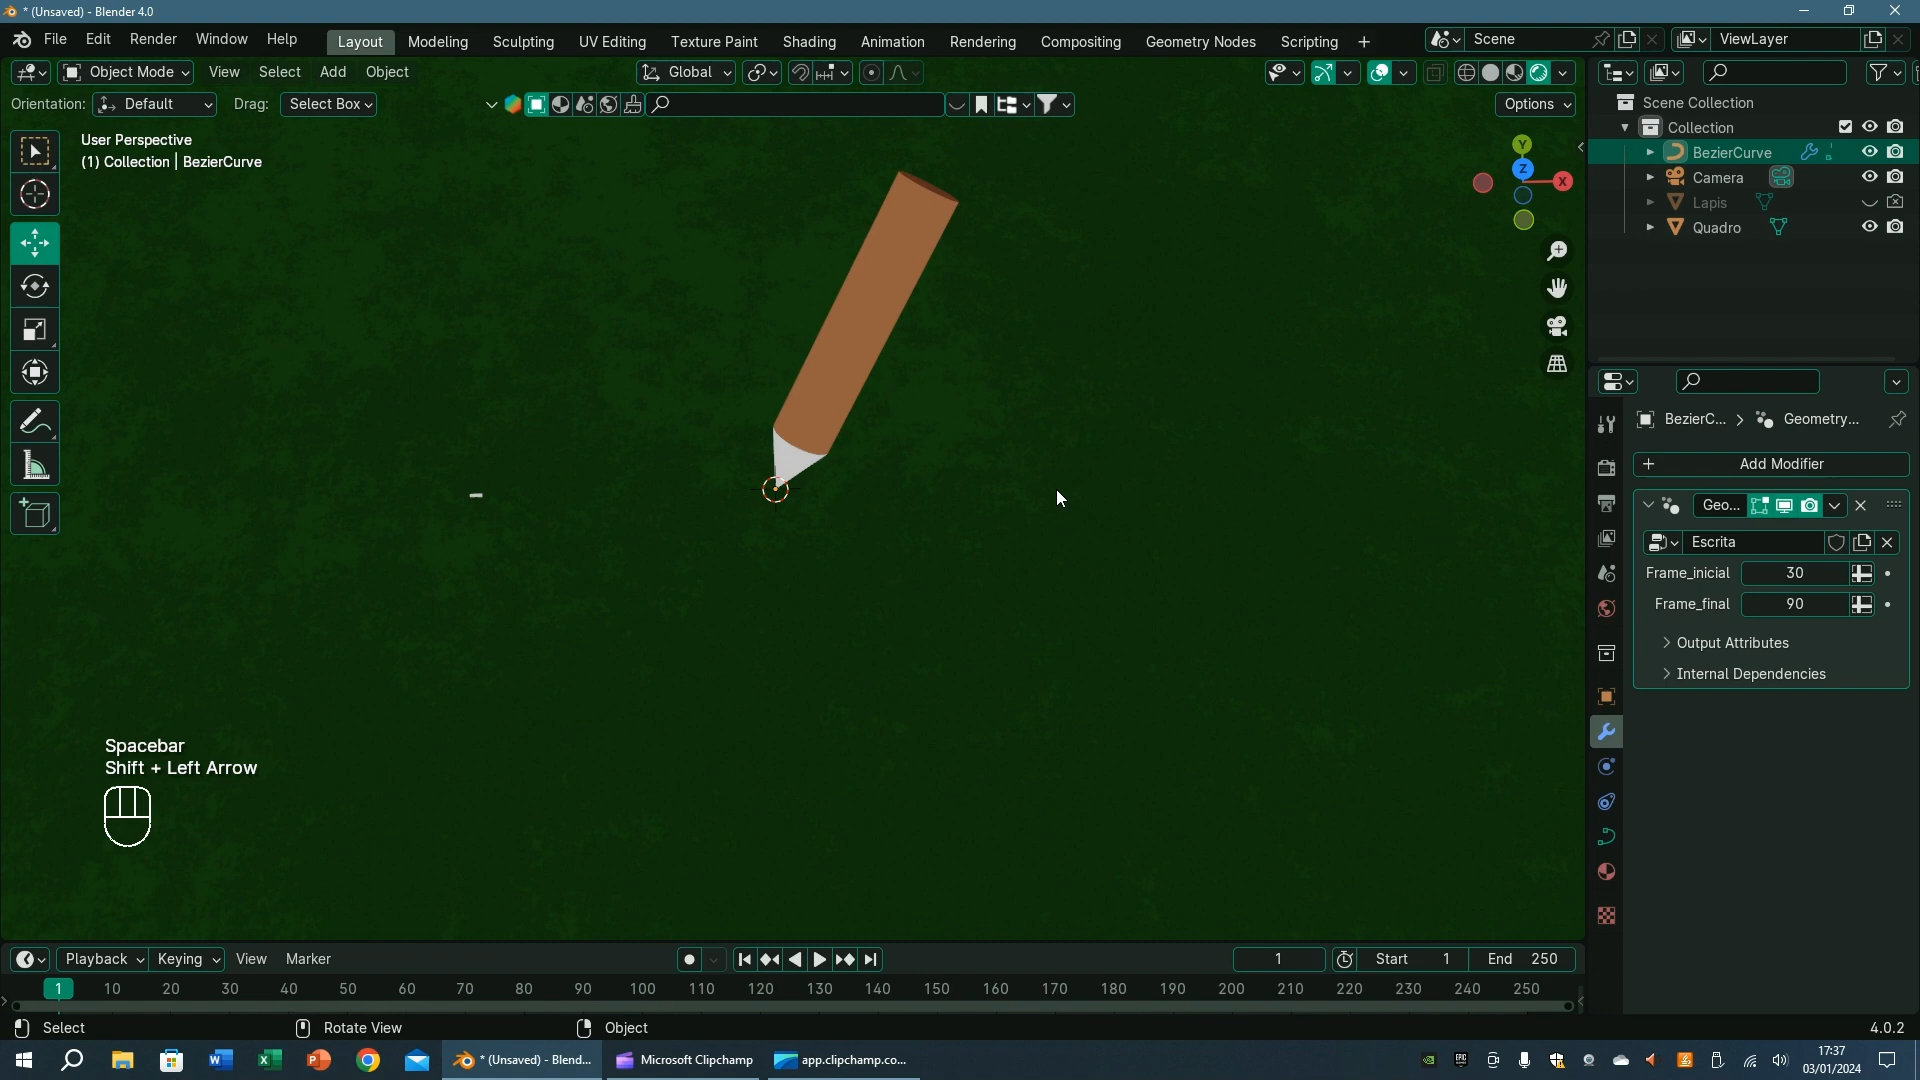 * (Unsaved) - Blender 4.0
File Edit Render Window Help Layout Modeling Sculpting UV Editing Texture Paint Shading Animation Rendering Geometry Nodes Scripting + Scene ViewLayer
Object Mode View Select Add Object Global
Orientation: Default Drag: Select Box Options
User Perspective
(1) Collection | BezierCurve
Y
Z
X
Scene Collection
Collection
BezierCurve
Camera
Lapis
Quadro
BezierC... > Geometry...
+ Add Modifier
Geo...
Escrita
Frame_inicial 30
Frame_final 90
Output Attributes
Internal Dependencies
Spacebar
Shift + Left Arrow
Playback Keying View Marker 1 Start 1 End 250
1 10 20 30 40 50 60 70 80 90 100 110 120 130 140 150 160 170 180 190 200 210 220 230 240 250
Select Rotate View Object 4.0.2
* (Unsaved) - Blend... Microsoft Clipchamp app.clipchamp.co...
17:37
03/01/2024